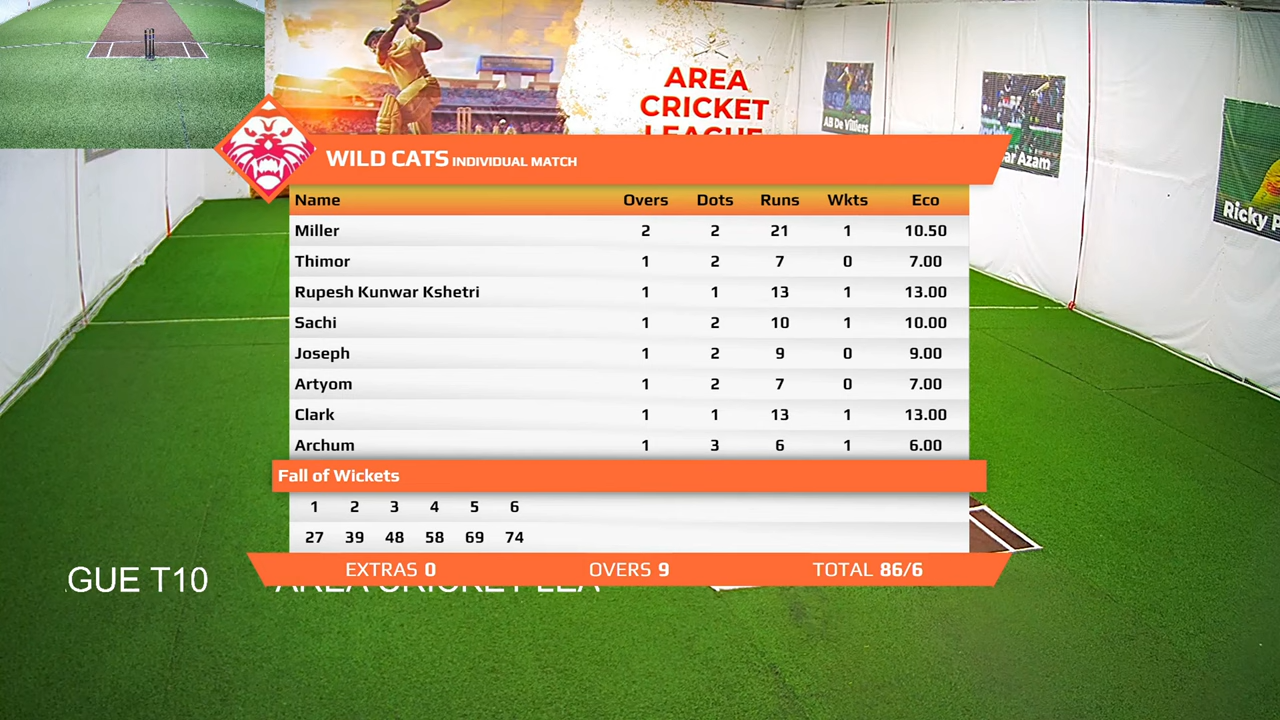 AREA
CRICKET
LEAGUE
AB De Villiers
Azam
Ricky
WILD CATS INDIVIDUAL MATCH
Name Overs Dots Runs Wkts Eco
Miller 2 2 21 1 10.50
Thimor 1 2 7 0 7.00
Rupesh Kunwar Kshetri 1 1 13 1 13.00
Sachi 1 2 10 1 10.00
Joseph 1 2 9 0 9.00
Artyom 1 2 7 0 7.00
Clark 1 1 13 1 13.00
Archum 1 3 6 1 6.00
Fall of Wickets
1 2 3 4 5 6
27 39 48 58 69 74
EXTRAS 0 OVERS 9 TOTAL 86/6
GUE T10 AREA CRICKET LEA